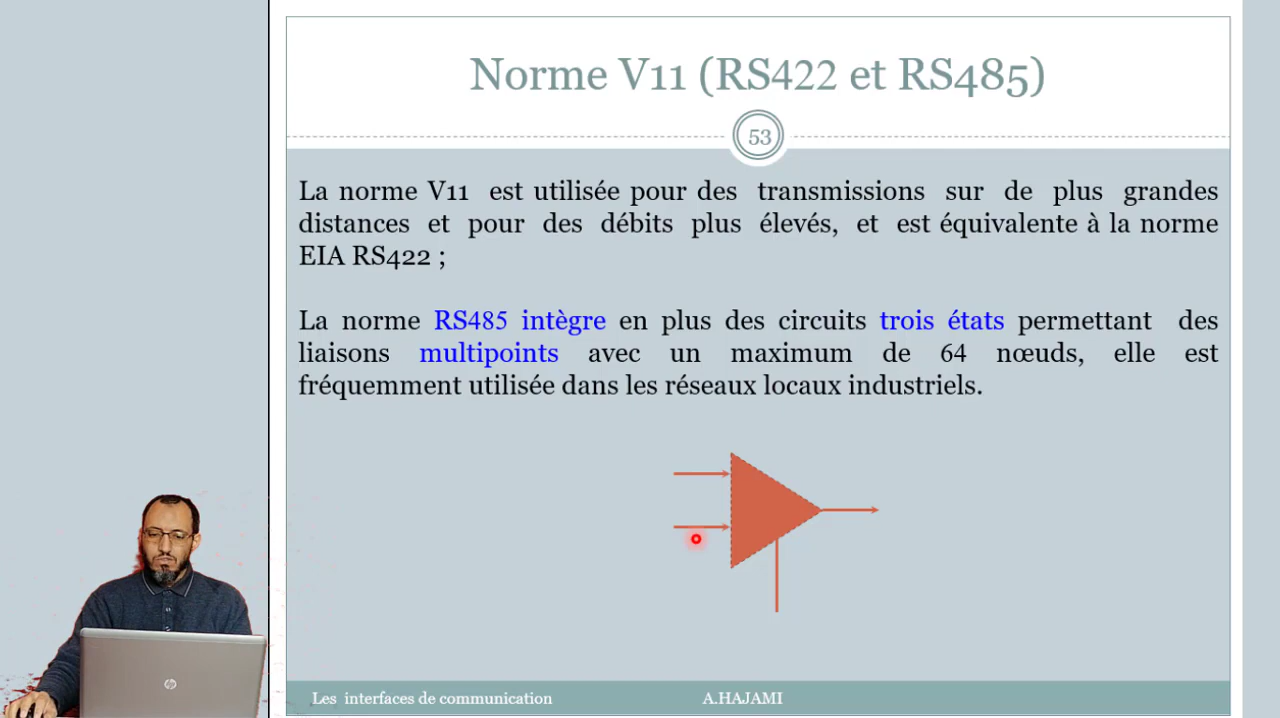 Norme V11 (RS422 et RS485)
53
La norme V11 est utilisée pour des transmissions sur de plus grandes
distances et pour des débits plus élevés, et est équivalente à la norme
EIA RS422 ;
La norme RS485 intègre en plus des circuits trois états permettant des
liaisons multipoints avec un maximum de 64 nœuds, elle est
fréquemment utilisée dans les réseaux locaux industriels.
hp
Les interfaces de communication
A.HAJAMI